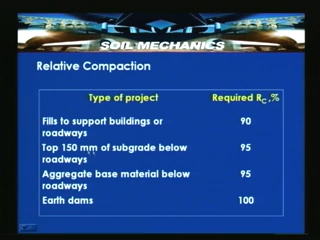 SOIL MECHANICS
Relative Compaction
Type of project Required RC,%
Fills to support buildings or
roadways 90
Top 150 mm of subgrade below
roadways 95
Aggregate base material below
roadways 95
Earth dams 100